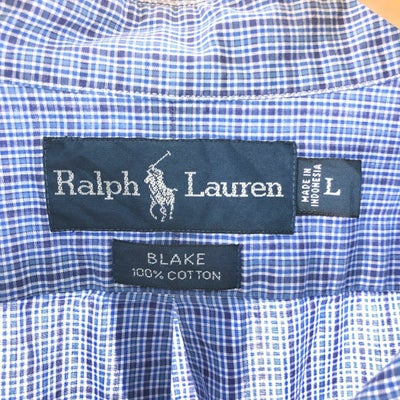 Ralph Lauren
MADE IN
INDONESIA
L
BLAKE
100% COTTON